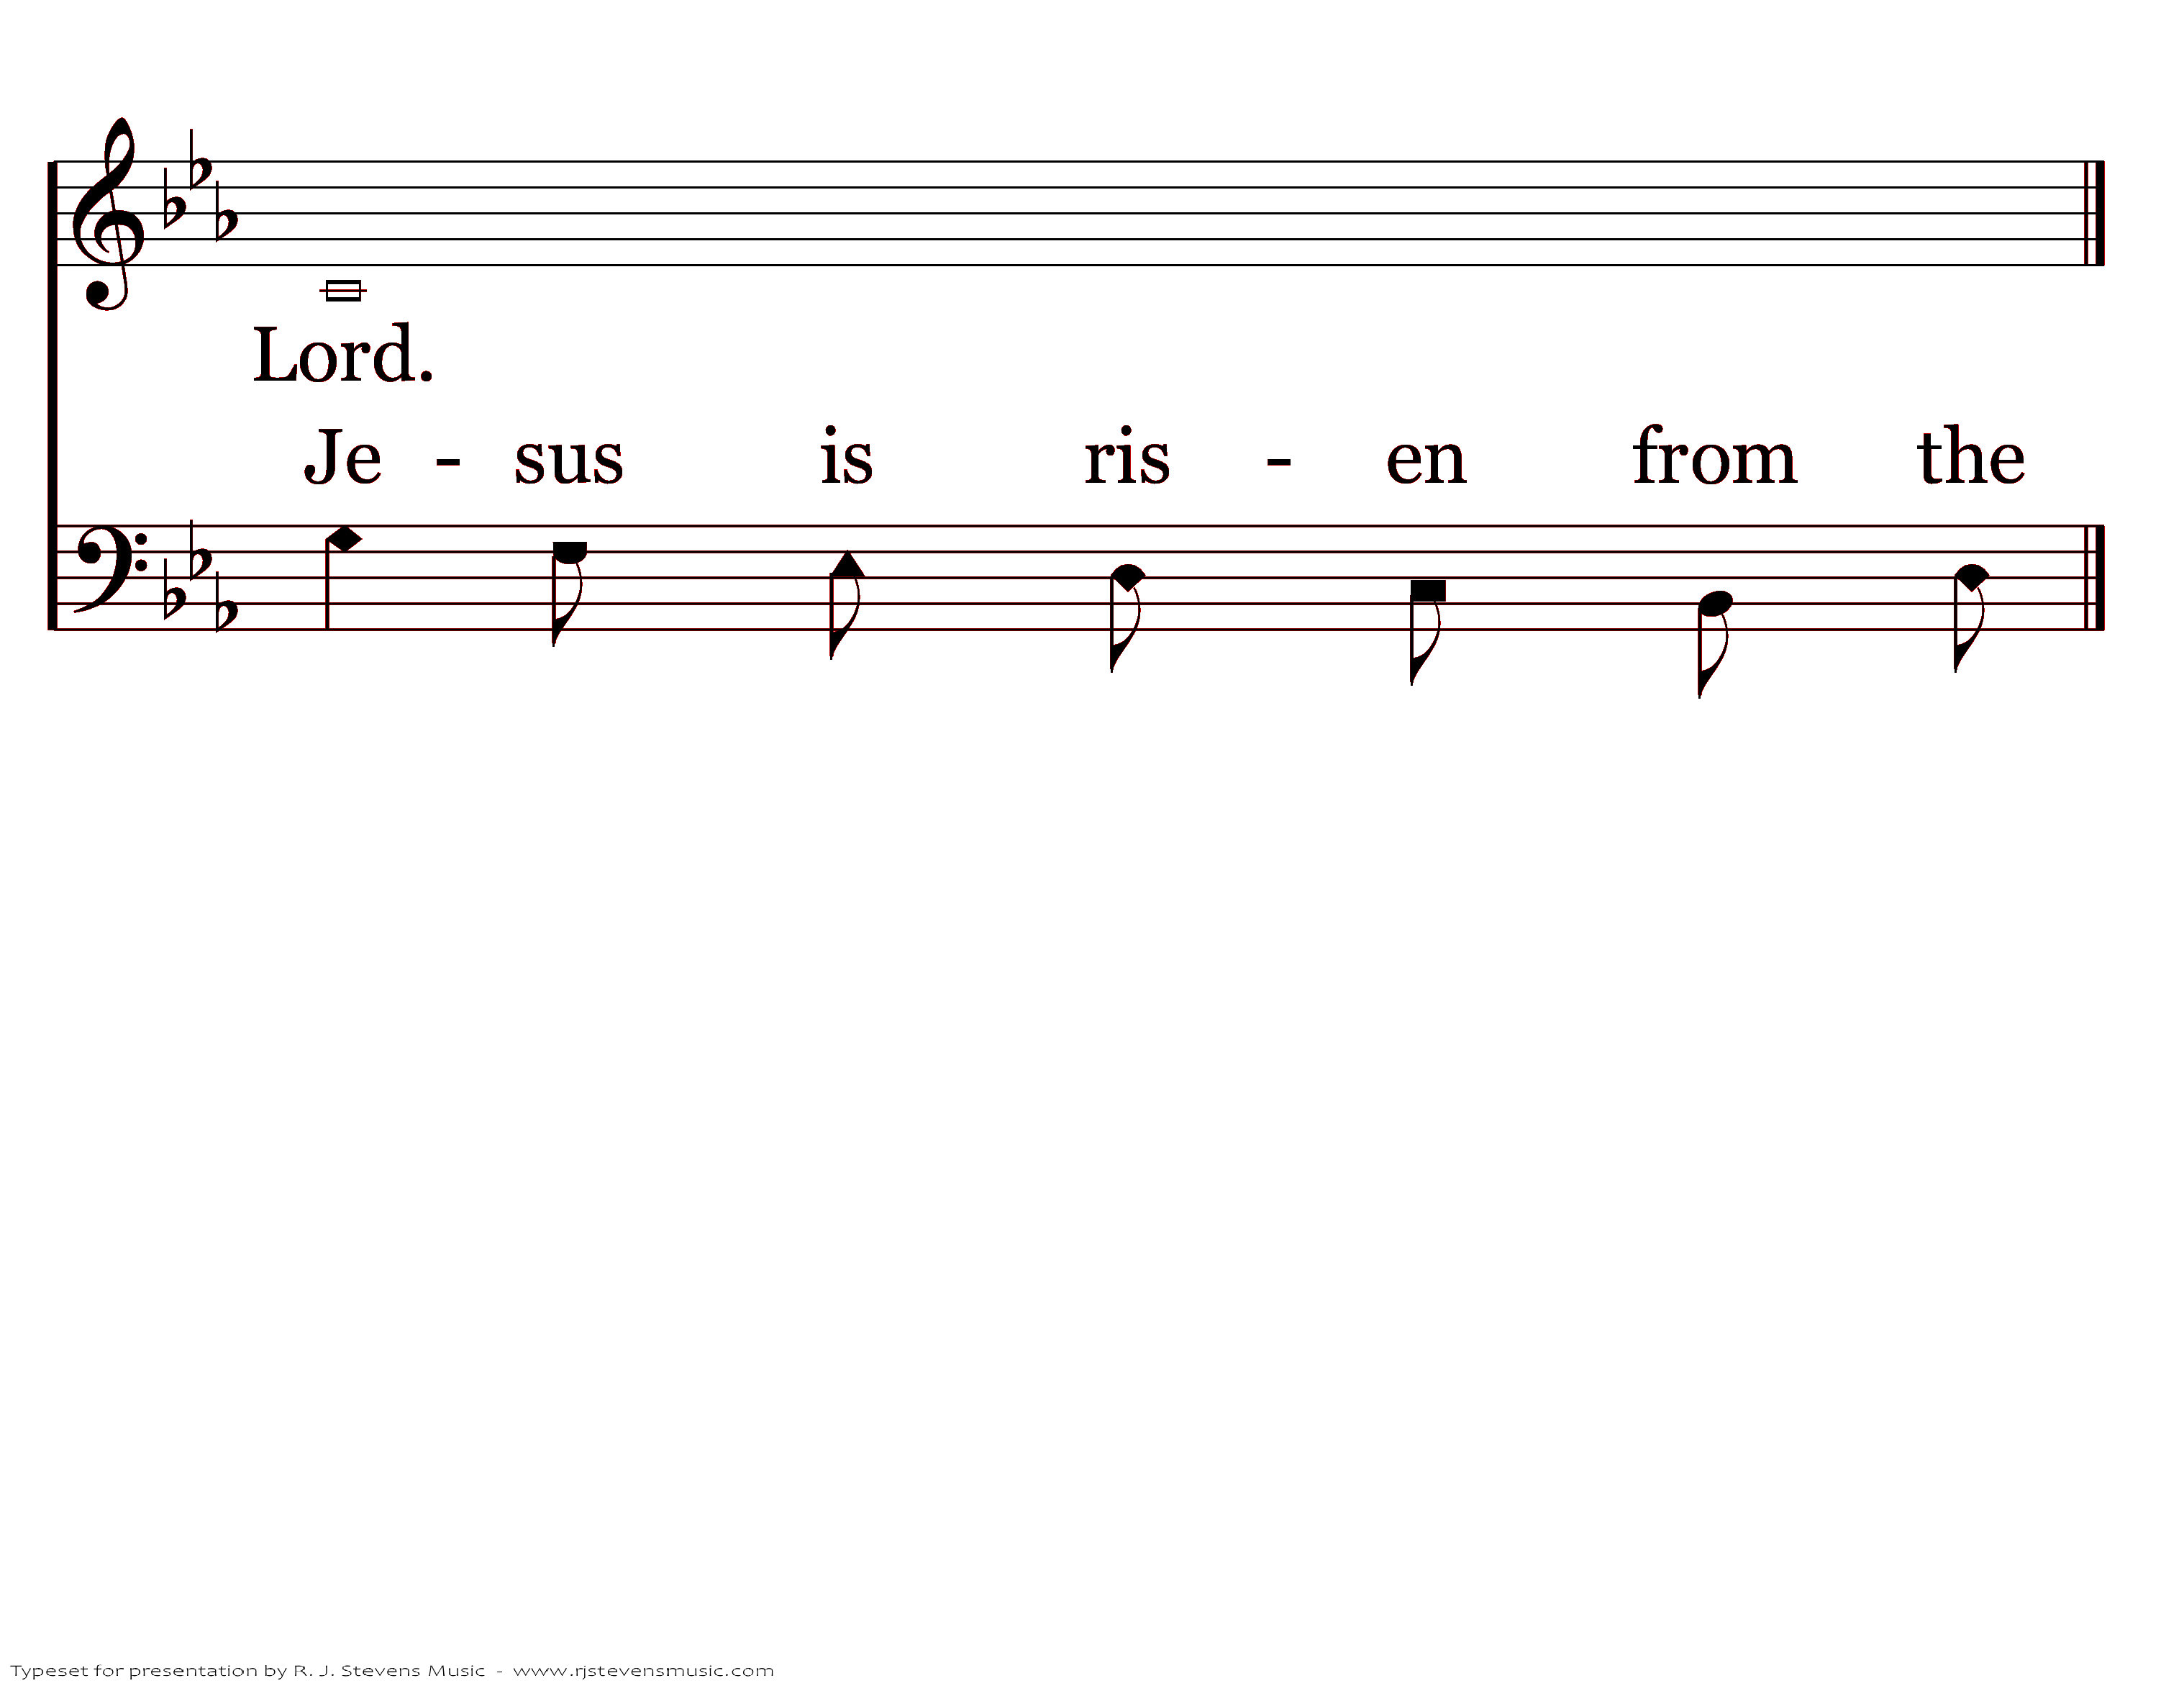 Lord.
Je - sus is ris - en from the
Typeset for presentation by R. J. Stevens Music - www.rjstevensmusic.com